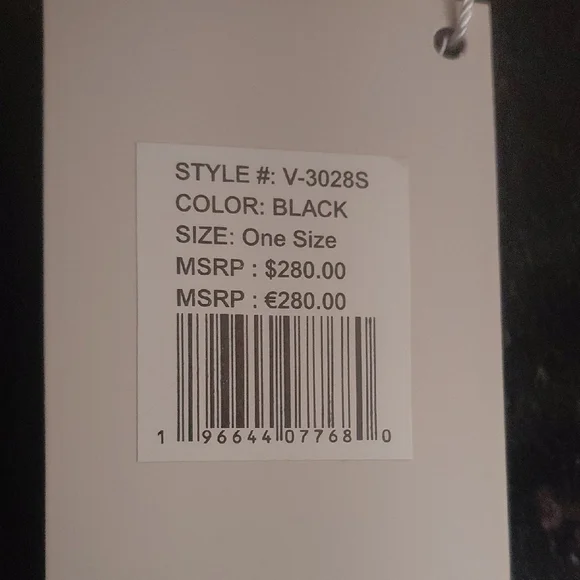 STYLE #: V-3028S
COLOR: BLACK
SIZE: One Size
MSRP : $280.00
MSRP : €280.00
1 96644 07768 0